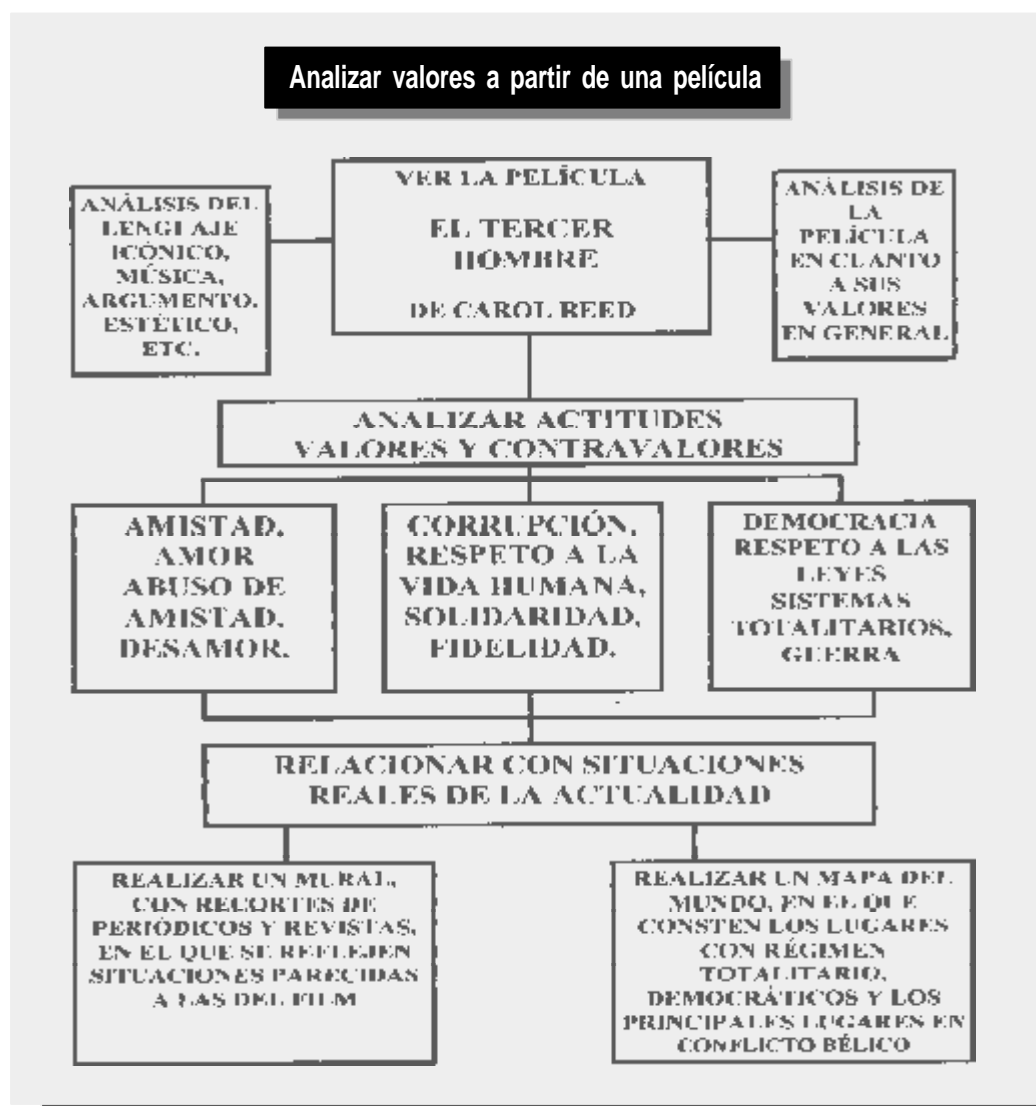 Analizar valores a partir de una película
VER LA PELÍCULA
EL TERCER
HOMBRE
DE CAROL REED
ANÁLISIS DEL
LENGUAJE
ICÓNICO,
MÚSICA,
ARGUMENTO,
ESTÉTICO,
ETC.
ANÁLISIS DE
LA
PELÍCULA
EN CUANTO
A SUS
VALORES
EN GENERAL
ANALIZAR ACTITUDES
VALORES Y CONTRAVALORES
AMISTAD,
AMOR
ABUSO DE
AMISTAD,
DESAMOR.
CORRUPCIÓN,
RESPETO A LA
VIDA HUMANA,
SOLIDARIDAD,
FIDELIDAD.
DEMOCRACIA
RESPETO A LAS
LEYES
SISTEMAS
TOTALITARIOS,
GUERRA
RELACIONAR CON SITUACIONES
REALES DE LA ACTUALIDAD
REALIZAR UN MURAL,
CON RECORTES DE
PERIÓDICOS Y REVISTAS,
EN EL QUE SE REFLEJEN
SITUACIONES PARECIDAS
A LAS DEL FILM
REALIZAR UN MAPA DEL
MUNDO, EN EL QUE
CONSTEN LOS LUGARES
CON RÉGIMEN
TOTALITARIO,
DEMOCRÁTICOS Y LOS
PRINCIPALES LUGARES EN
CONFLICTO BÉLICO